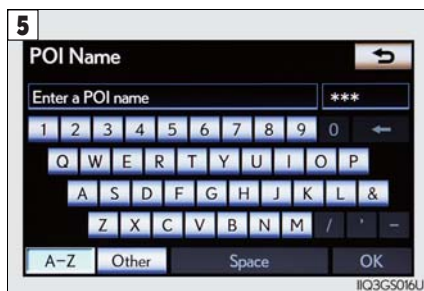 5
POI Name
Enter a POI name ***
1 2 3 4 5 6 7 8 9 0
Q W E R T Y U I O P
A S D F G H J K L &
Z X C V B N M / ' -
A-Z Other Space OK
IIQ3GS016U